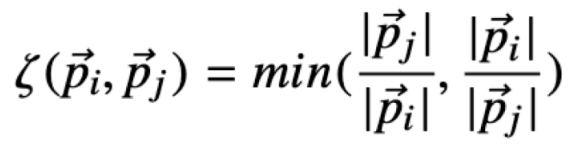 ζ(p⃗ᵢ, p⃗ⱼ) = min(|p⃗ⱼ|/|p⃗ᵢ|, |p⃗ᵢ|/|p⃗ⱼ|)